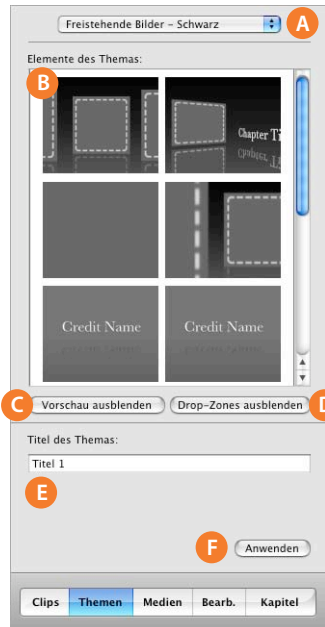 Freistehende Bilder – Schwarz
A
Elemente des Themas:
B
Chapter Ti
Credit Name
Credit Name
C
Vorschau ausblenden
Drop-Zones ausblenden
D
Titel des Themas:
Titel 1
E
F
Anwenden
Clips
Themen
Medien
Bearb.
Kapitel